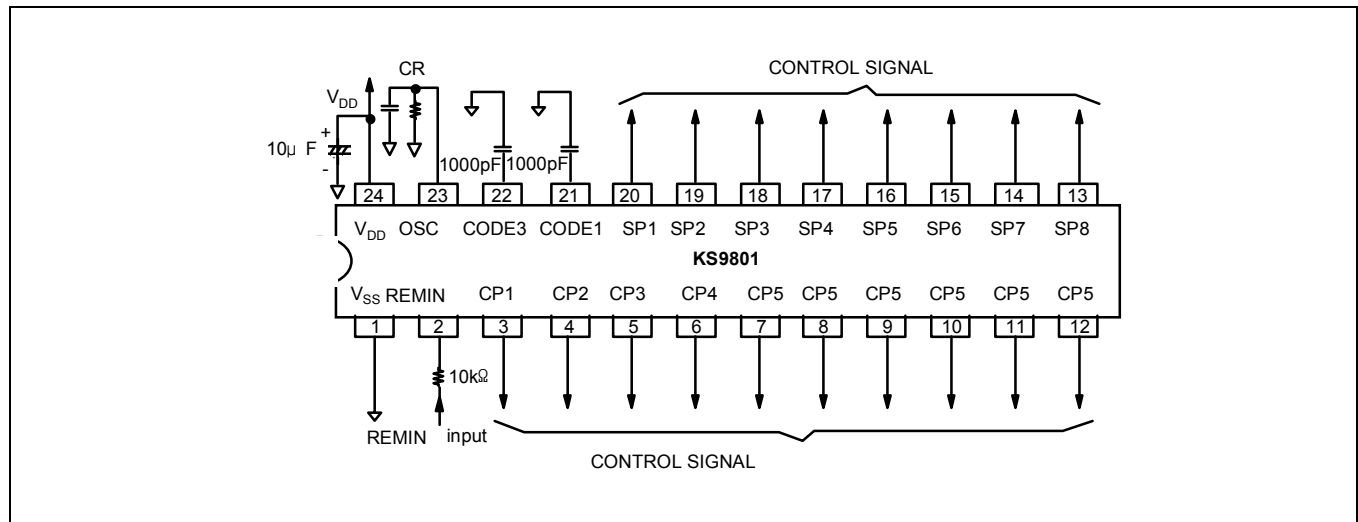 CR
CONTROL SIGNAL
VDD
+
10μ F
-
1000pF 1000pF
24 23 22 21 20 19 18 17 16 15 14 13
VDD OSC CODE3 CODE1 SP1 SP2 SP3 SP4 SP5 SP6 SP7 SP8
KS9801
VSS REMIN CP1 CP2 CP3 CP4 CP5 CP5 CP5 CP5 CP5 CP5
1 2 3 4 5 6 7 8 9 10 11 12
10kΩ
REMIN input
CONTROL SIGNAL